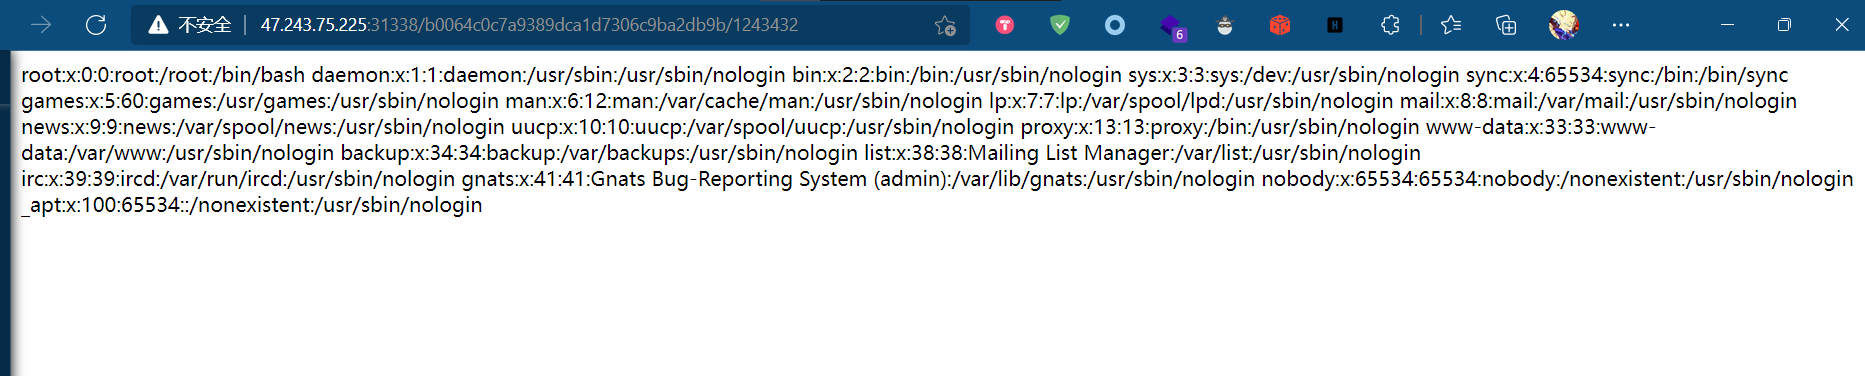 不安全 | 47.243.75.225:31338/b0064c0c7a9389dca1d7306c9ba2db9b/1243432
6
H
root:x:0:0:root:/root:/bin/bash daemon:x:1:1:daemon:/usr/sbin:/usr/sbin/nologin bin:x:2:2:bin:/bin:/usr/sbin/nologin sys:x:3:3:sys:/dev:/usr/sbin/nologin sync:x:4:65534:sync:/bin:/bin/sync
games:x:5:60:games:/usr/games:/usr/sbin/nologin man:x:6:12:man:/var/cache/man:/usr/sbin/nologin lp:x:7:7:lp:/var/spool/lpd:/usr/sbin/nologin mail:x:8:8:mail:/var/mail:/usr/sbin/nologin
news:x:9:9:news:/var/spool/news:/usr/sbin/nologin uucp:x:10:10:uucp:/var/spool/uucp:/usr/sbin/nologin proxy:x:13:13:proxy:/bin:/usr/sbin/nologin www-data:x:33:33:www-
data:/var/www:/usr/sbin/nologin backup:x:34:34:backup:/var/backups:/usr/sbin/nologin list:x:38:38:Mailing List Manager:/var/list:/usr/sbin/nologin
irc:x:39:39:ircd:/var/run/ircd:/usr/sbin/nologin gnats:x:41:41:Gnats Bug-Reporting System (admin):/var/lib/gnats:/usr/sbin/nologin nobody:x:65534:65534:nobody:/nonexistent:/usr/sbin/nologin
_apt:x:100:65534::/nonexistent:/usr/sbin/nologin